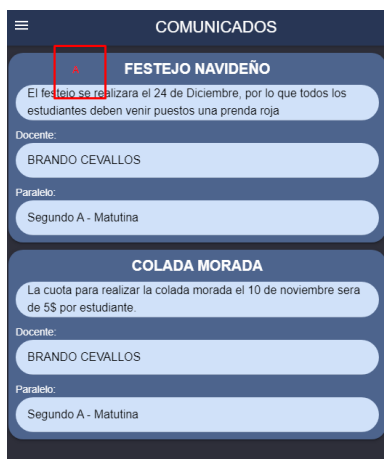 COMUNICADOS
FESTEJO NAVIDEÑO
El festejo se realizara el 24 de Diciembre, por lo que todos los
estudiantes deben venir puestos una prenda roja
Docente:
BRANDO CEVALLOS
Paralelo:
Segundo A - Matutina
COLADA MORADA
La cuota para realizar la colada morada el 10 de noviembre sera
de 5$ por estudiante.
Docente:
BRANDO CEVALLOS
Paralelo:
Segundo A - Matutina